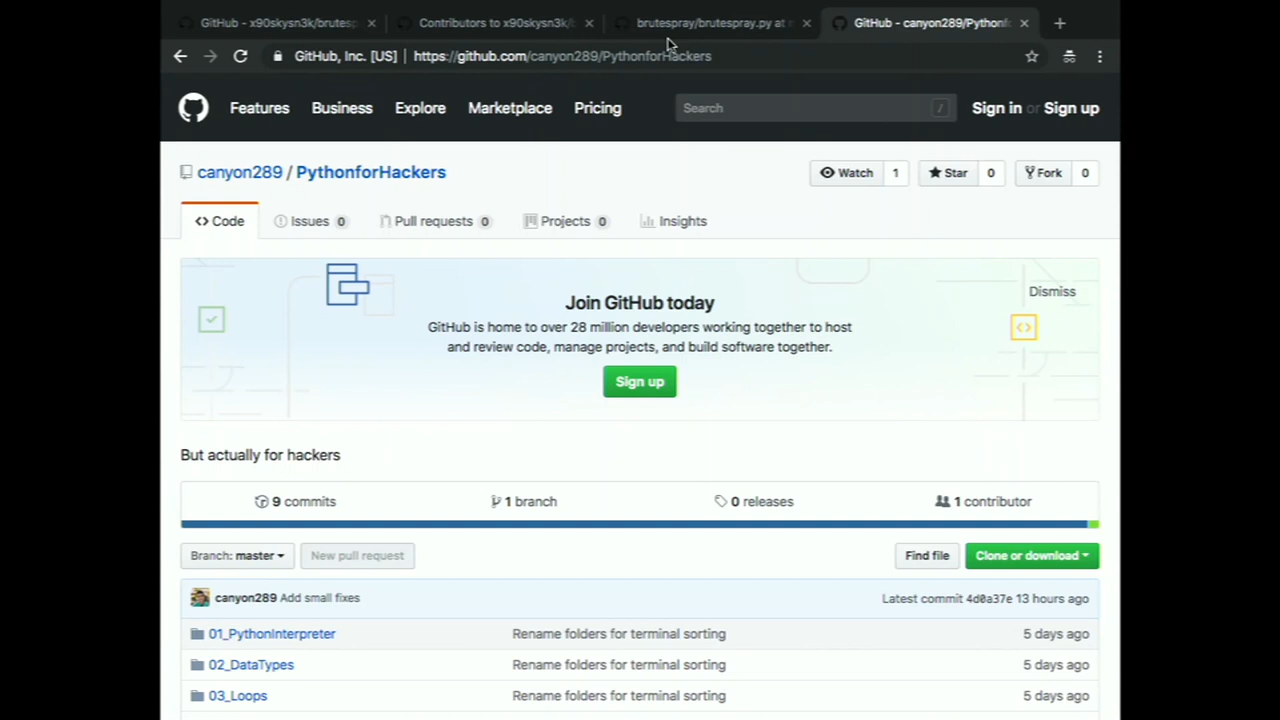 GitHub - x90skysn3k/brutesp
Contributors to x90skysn3k/b
brutespray/brutespray.py at m
GitHub - canyon289/Pythonf
GitHub, Inc. [US] | https://github.com/canyon289/PythonforHackers
Features Business Explore Marketplace Pricing Search / Sign in or Sign up
canyon289 / PythonforHackers
Watch 1 Star 0 Fork 0
Code Issues 0 Pull requests 0 Projects 0 Insights
Join GitHub today
Dismiss
GitHub is home to over 28 million developers working together to host
and review code, manage projects, and build software together.
Sign up
But actually for hackers
9 commits 1 branch 0 releases 1 contributor
Branch: master New pull request Find file Clone or download
canyon289 Add small fixes Latest commit 4d0a37e 13 hours ago
01_PythonInterpreter Rename folders for terminal sorting 5 days ago
02_DataTypes Rename folders for terminal sorting 5 days ago
03_Loops Rename folders for terminal sorting 5 days ago